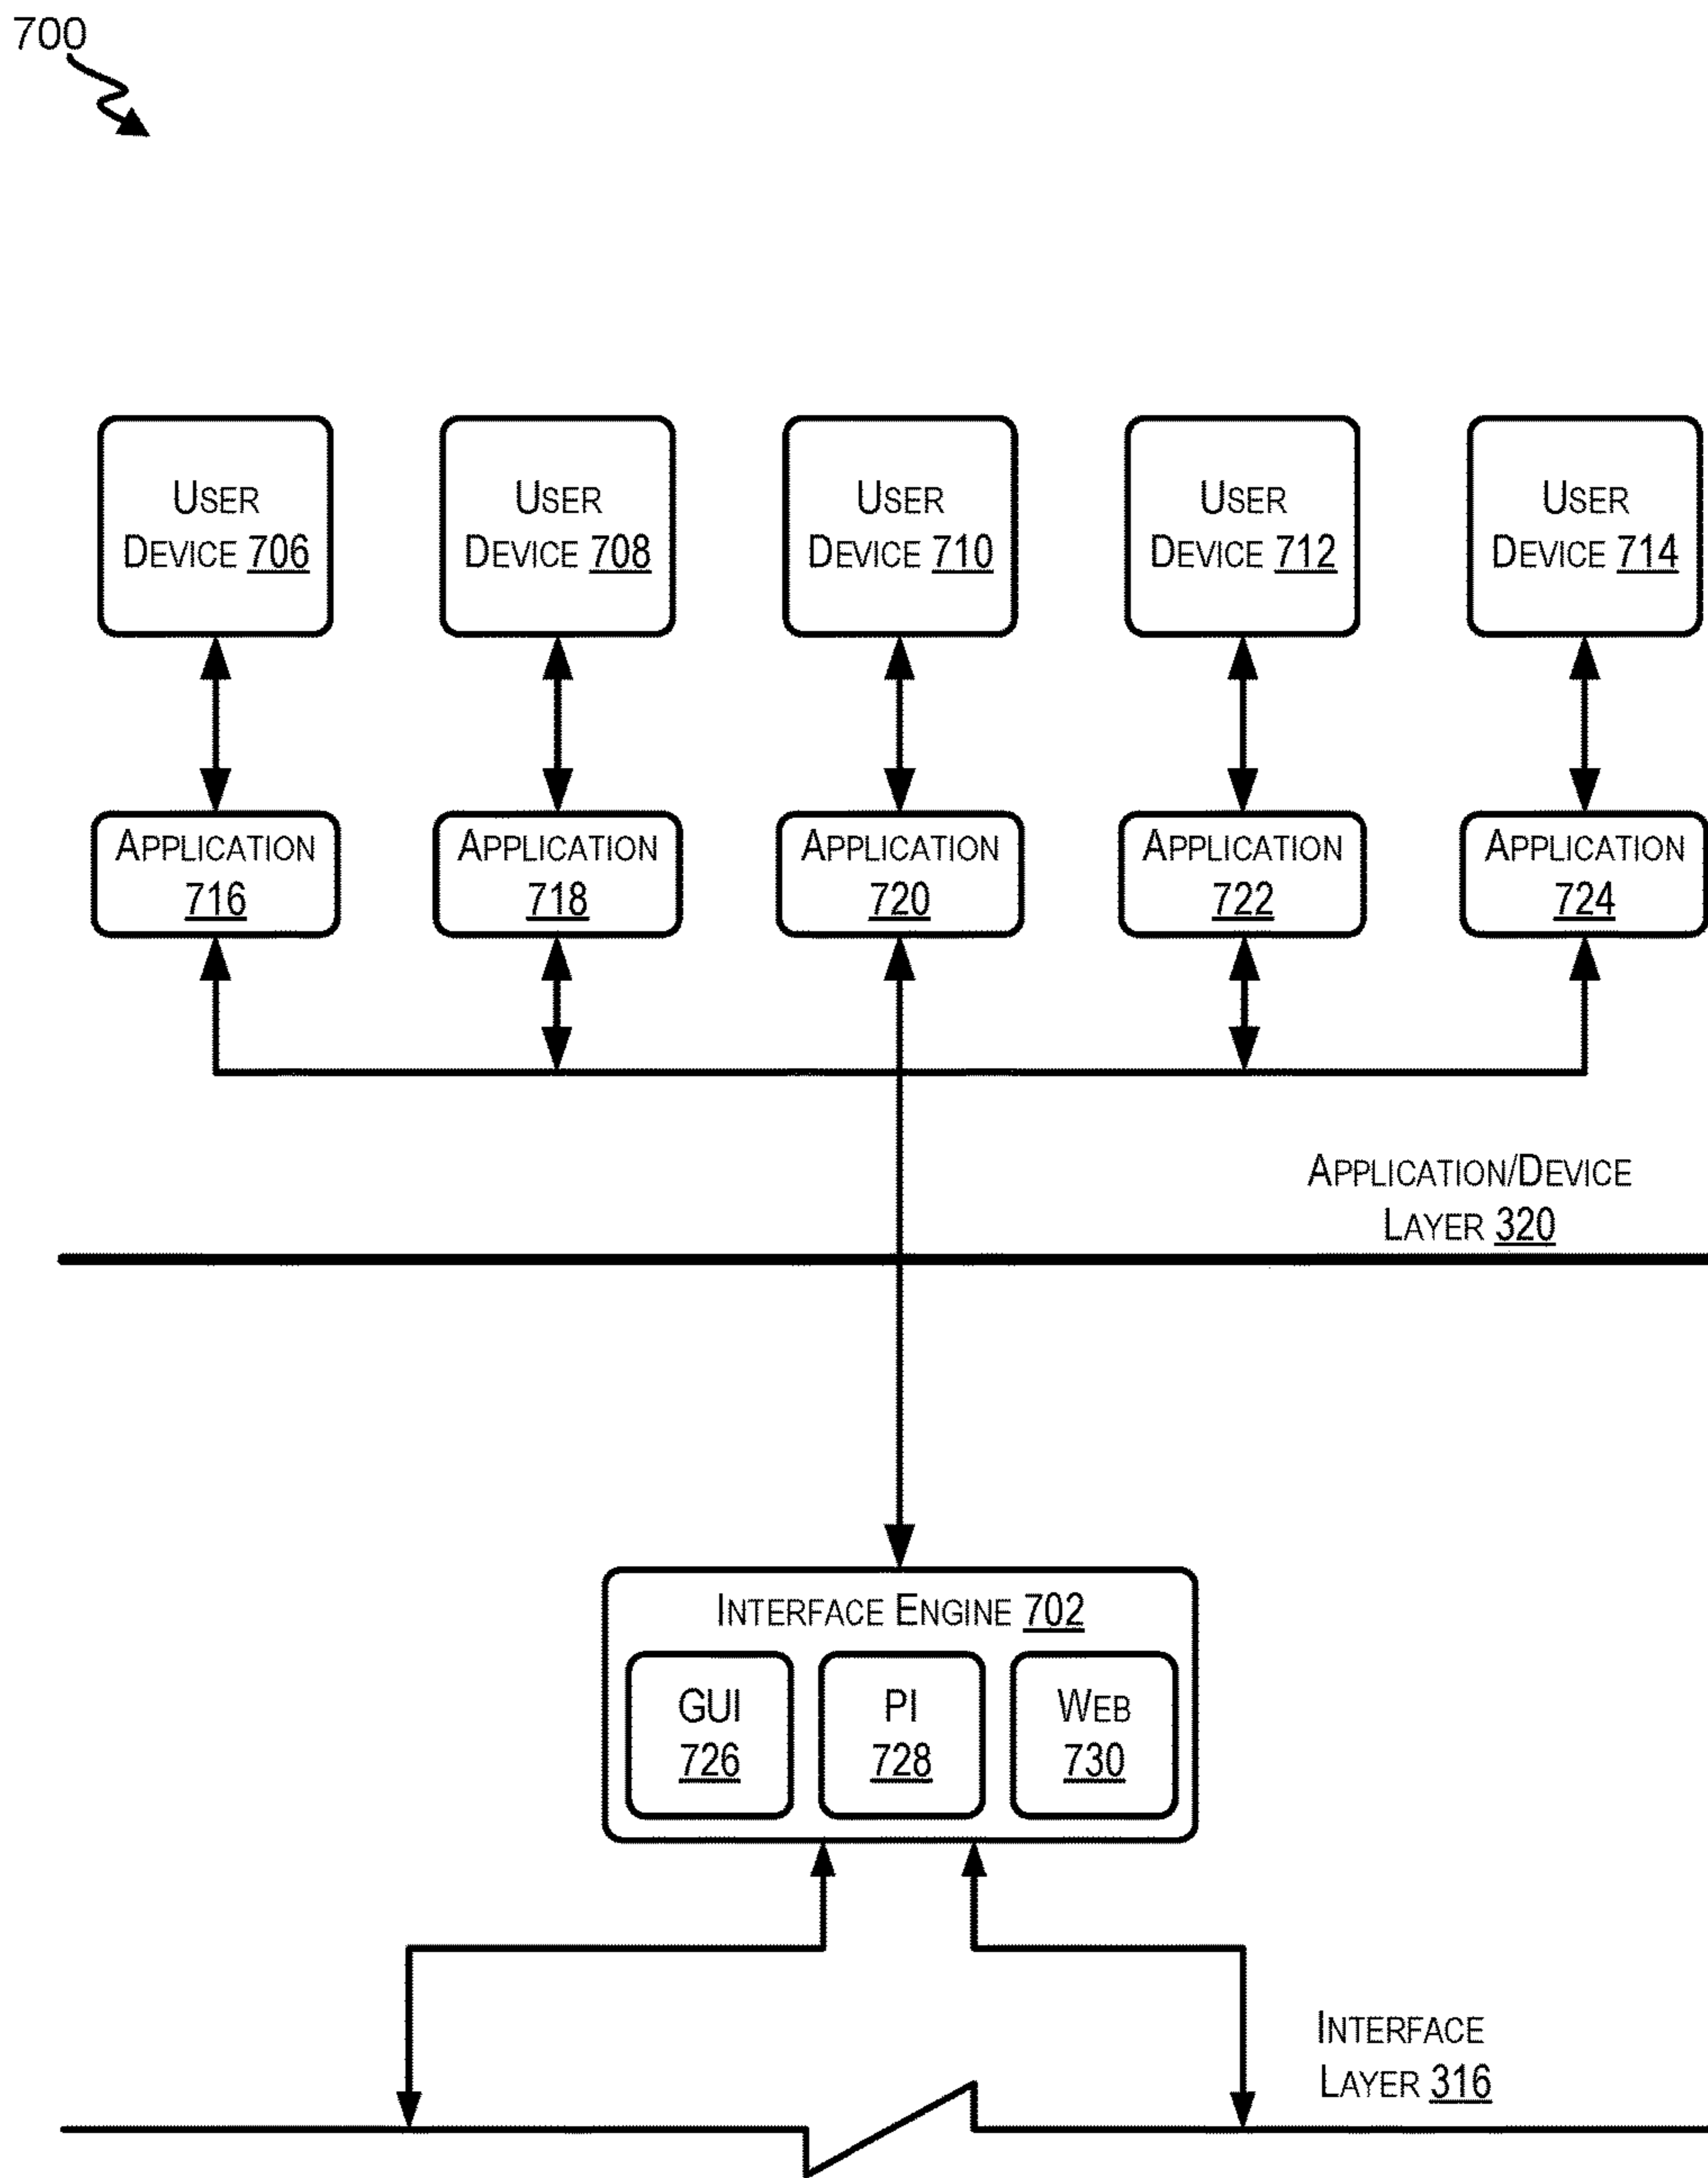 700
USER
DEVICE 706
USER
DEVICE 708
USER
DEVICE 710
USER
DEVICE 712
USER
DEVICE 714
APPLICATION
716
APPLICATION
718
APPLICATION
720
APPLICATION
722
APPLICATION
724
APPLICATION/DEVICE
LAYER 320
INTERFACE ENGINE 702
GUI
726
PI
728
WEB
730
INTERFACE
LAYER 316